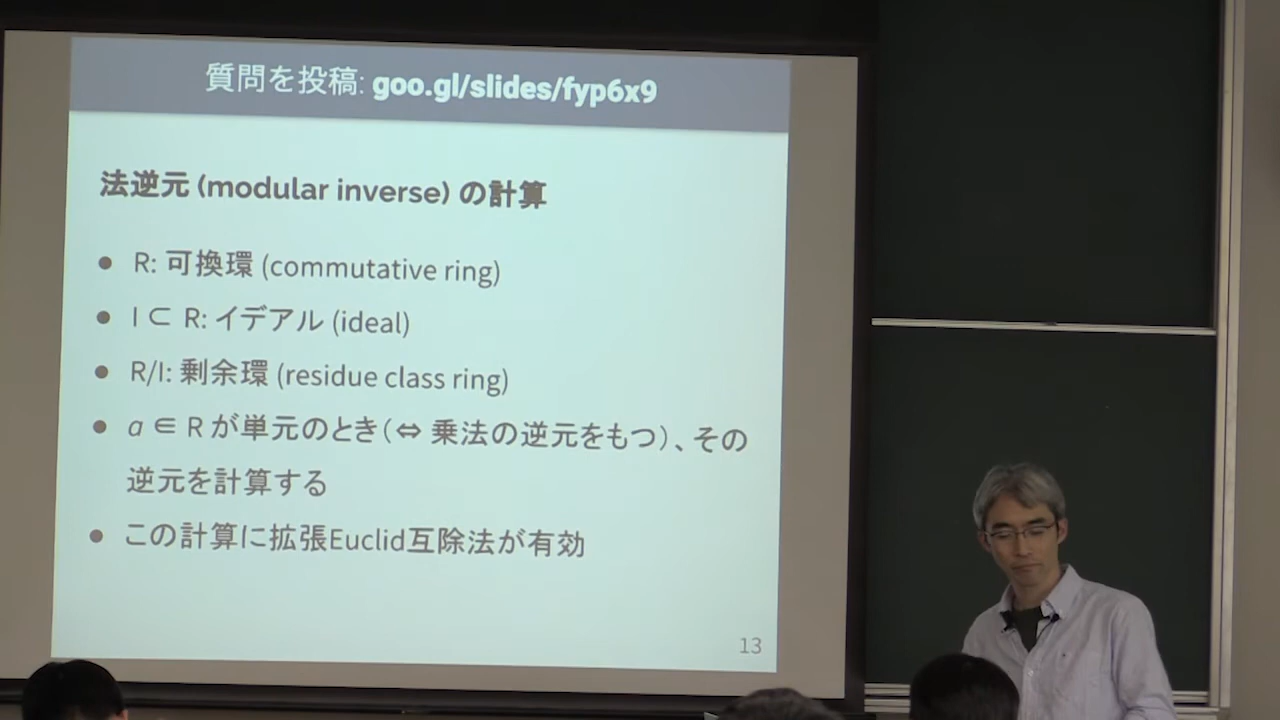 質問を投稿: goo.gl/slides/fyp6x9
法逆元 (modular inverse) の計算
● R: 可換環 (commutative ring)
● I ⊂ R: イデアル (ideal)
● R/I: 剰余環 (residue class ring)
● a ∈ R が単元のとき（⇔ 乗法の逆元をもつ）、その
逆元を計算する
● この計算に拡張Euclid互除法が有効
13